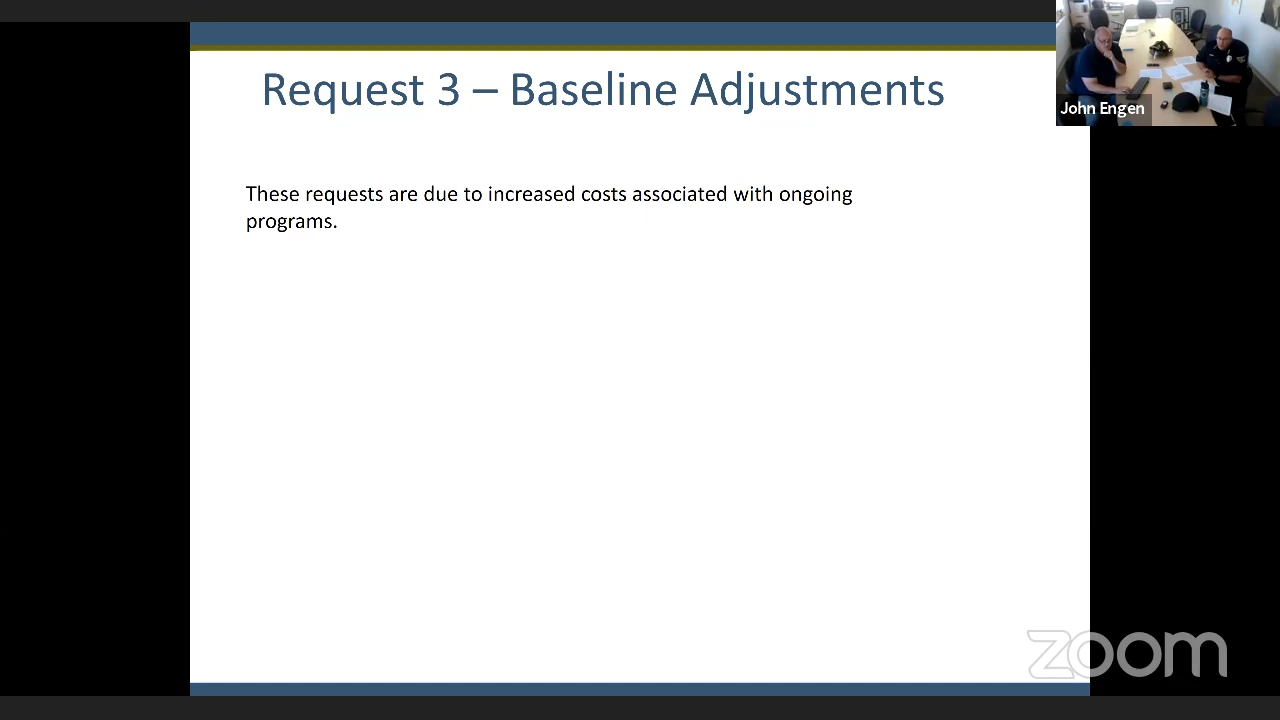 Request 3 – Baseline Adjustments
John Engen
These requests are due to increased costs associated with ongoing
programs.
zoom